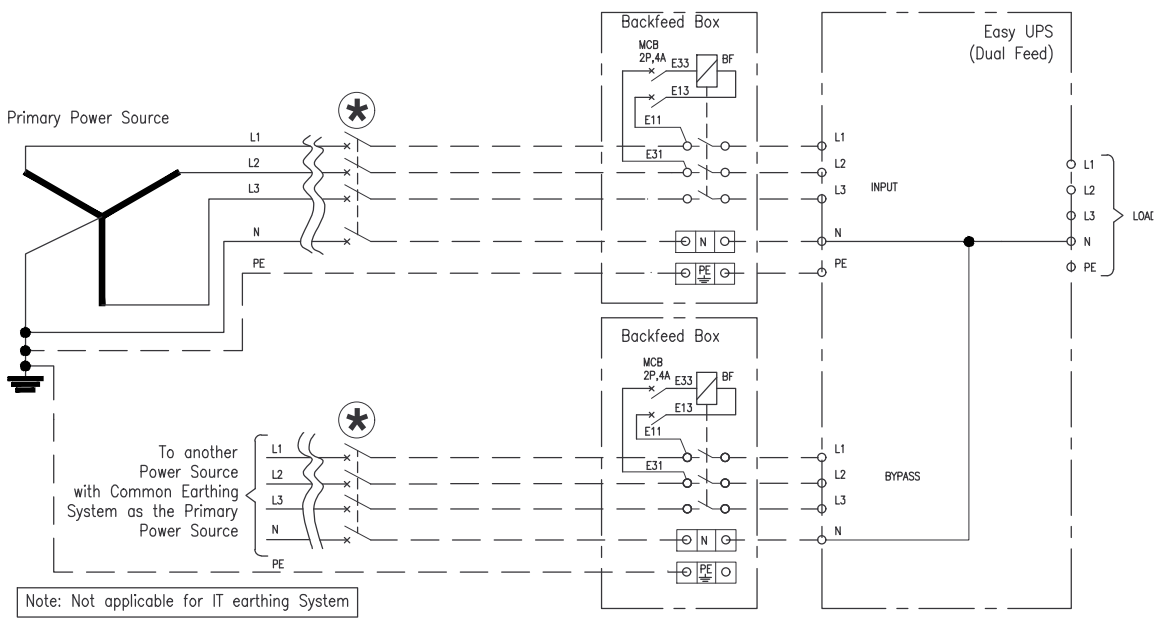 Backfeed Box
Easy UPS
(Dual Feed)
MCB
2P,4A
E33
BF
E13
E11
E31
Primary Power Source
*
L1
L2
L3
N
PE
N
PE
L1
L2
L3
N
PE
INPUT
L1
L2
L3
N
PE
LOAD
Backfeed Box
MCB
2P,4A
E33
BF
E13
E11
E31
*
To another
Power Source
with Common Earthing
System as the Primary
Power Source
L1
L2
L3
N
PE
N
PE
L1
L2
L3
N
BYPASS
Note: Not applicable for IT earthing System